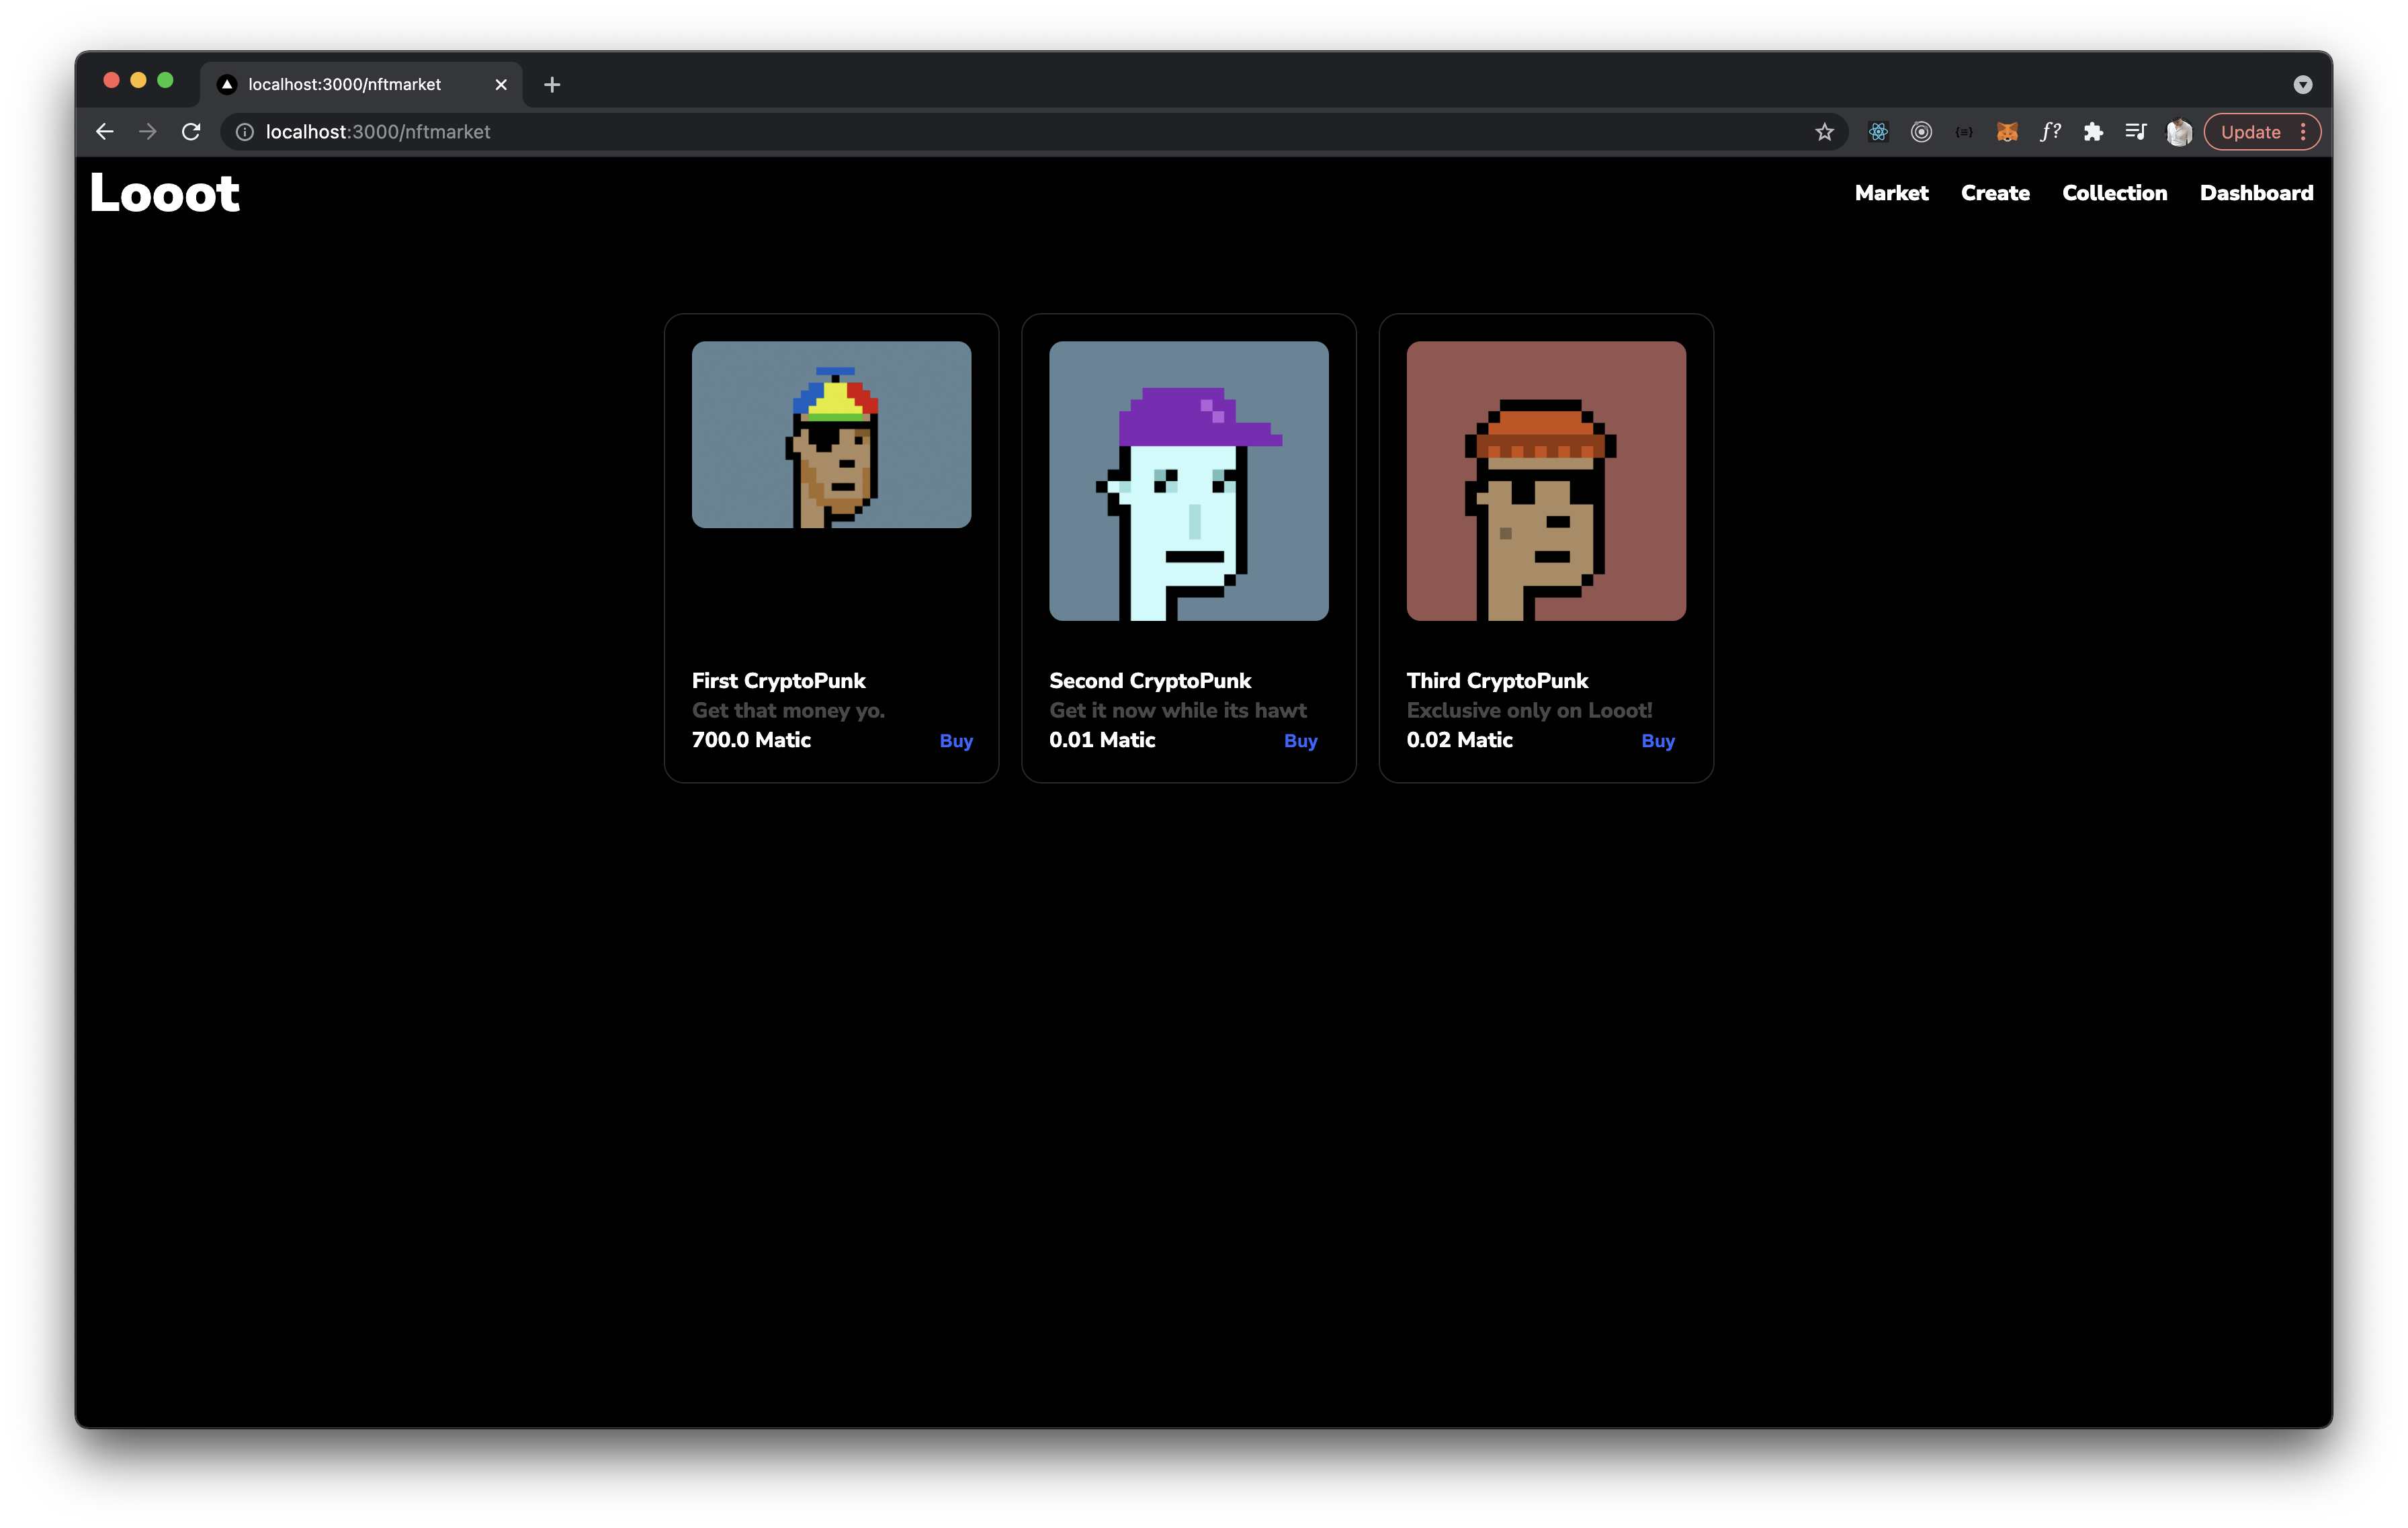 localhost:3000/nftmarket
localhost:3000/nftmarket
f?
Update
Looot
Market Create Collection Dashboard
First CryptoPunk
Get that money yo.
700.0 Matic Buy
Second CryptoPunk
Get it now while its hawt
0.01 Matic Buy
Third CryptoPunk
Exclusive only on Looot!
0.02 Matic Buy